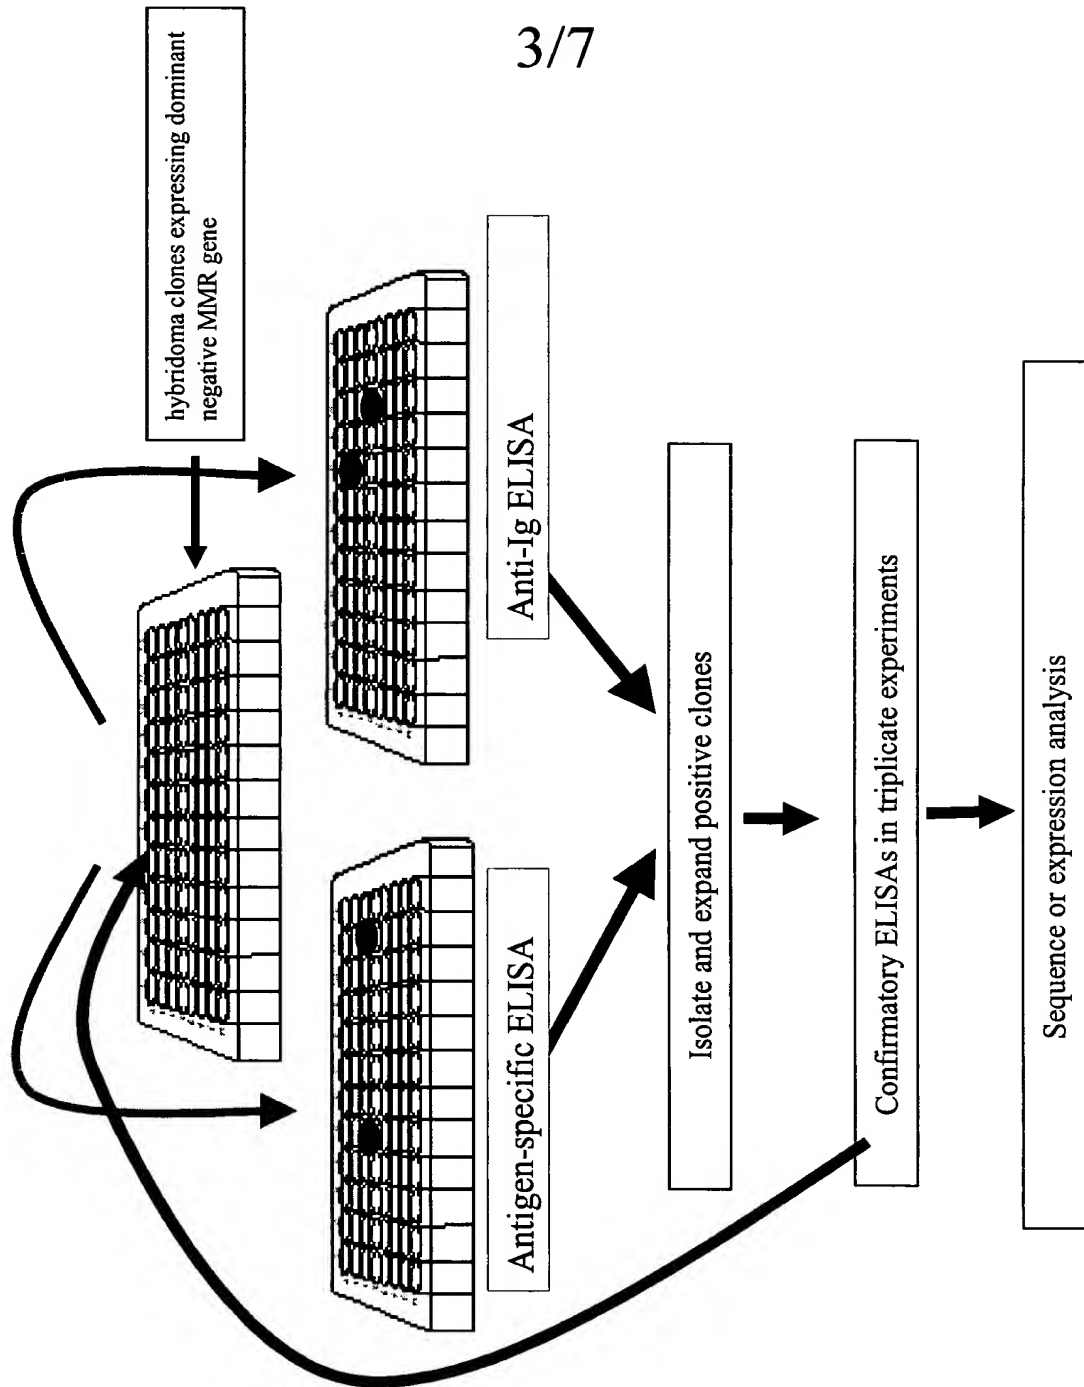 3/7
hybridoma clones expressing dominant
negative MMR gene
Antigen-specific ELISA
Anti-Ig ELISA
Isolate and expand positive clones
Confirmatory ELISAs in triplicate experiments
Sequence or expression analysis